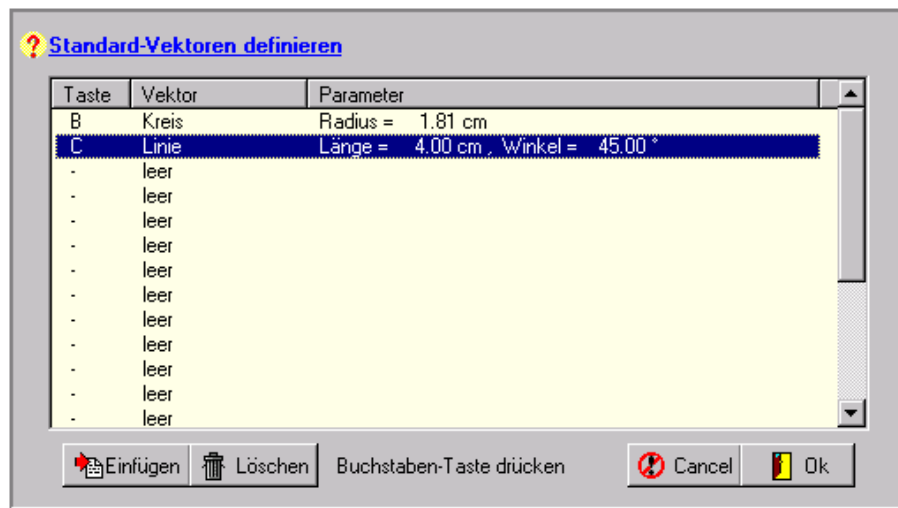 ? Standard-Vektoren definieren
Taste Vektor Parameter
B Kreis Radius = 1.81 cm
C Linie Länge = 4.00 cm , Winkel = 45.00 °
- leer
- leer
- leer
- leer
- leer
- leer
- leer
- leer
- leer
- leer
- leer
Einfügen Löschen Buchstaben-Taste drücken Cancel Ok